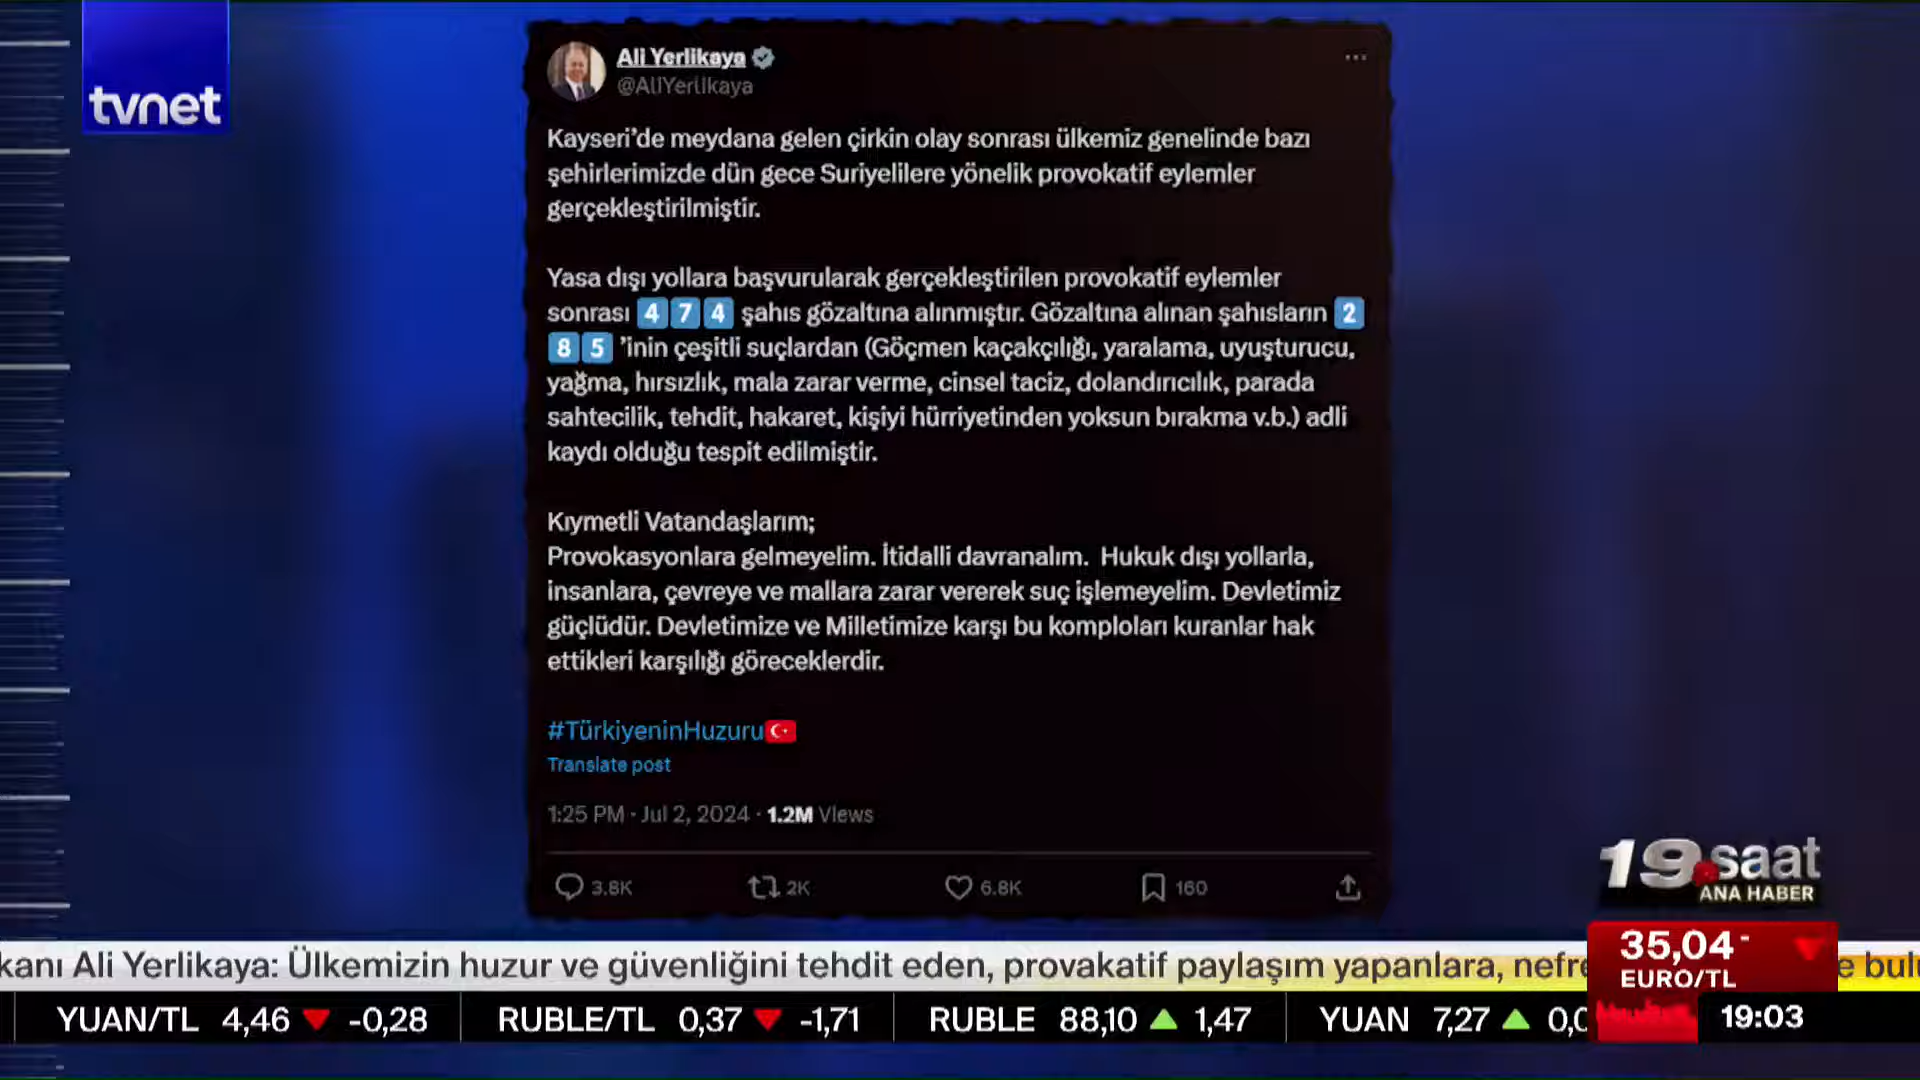 tvnet
Ali Yerlikaya
@AliYerlikaya
Kayseri’de meydana gelen çirkin olay sonrası ülkemiz genelinde bazı
şehirlerimizde dün gece Suriyelilere yönelik provokatif eylemler
gerçekleştirilmiştir.
Yasa dışı yollara başvurularak gerçekleştirilen provokatif eylemler
sonrası 4 7 4 şahıs gözaltına alınmıştır. Gözaltına alınan şahısların 2
8 5 ’inin çeşitli suçlardan (Göçmen kaçakçılığı, yaralama, uyuşturucu,
yağma, hırsızlık, mala zarar verme, cinsel taciz, dolandırıcılık, parada
sahtecilik, tehdit, hakaret, kişiyi hürriyetinden yoksun bırakma v.b.) adli
kaydı olduğu tespit edilmiştir.
Kıymetli Vatandaşlarım;
Provokasyonlara gelmeyelim. İtidalli davranalım. Hukuk dışı yollarla,
insanlara, çevreye ve mallara zarar vererek suç işlemeyelim. Devletimiz
güçlüdür. Devletimize ve Milletimize karşı bu komploları kuranlar hak
ettikleri karşılığı göreceklerdir.
#TürkiyeninHuzuru
Translate post
1:25 PM · Jul 2, 2024 · 1.2M Views
3.8K 2K 6.8K 160
19.saat
ANA HABER
kanı Ali Yerlikaya: Ülkemizin huzur ve güvenliğini tehdit eden, provakatif paylaşım yapanlara,
35,04
EURO/TL
YUAN/TL 4,46 -0,28 RUBLE/TL 0,37 -1,71 RUBLE 88,10 1,47 YUAN 7,27
19:03